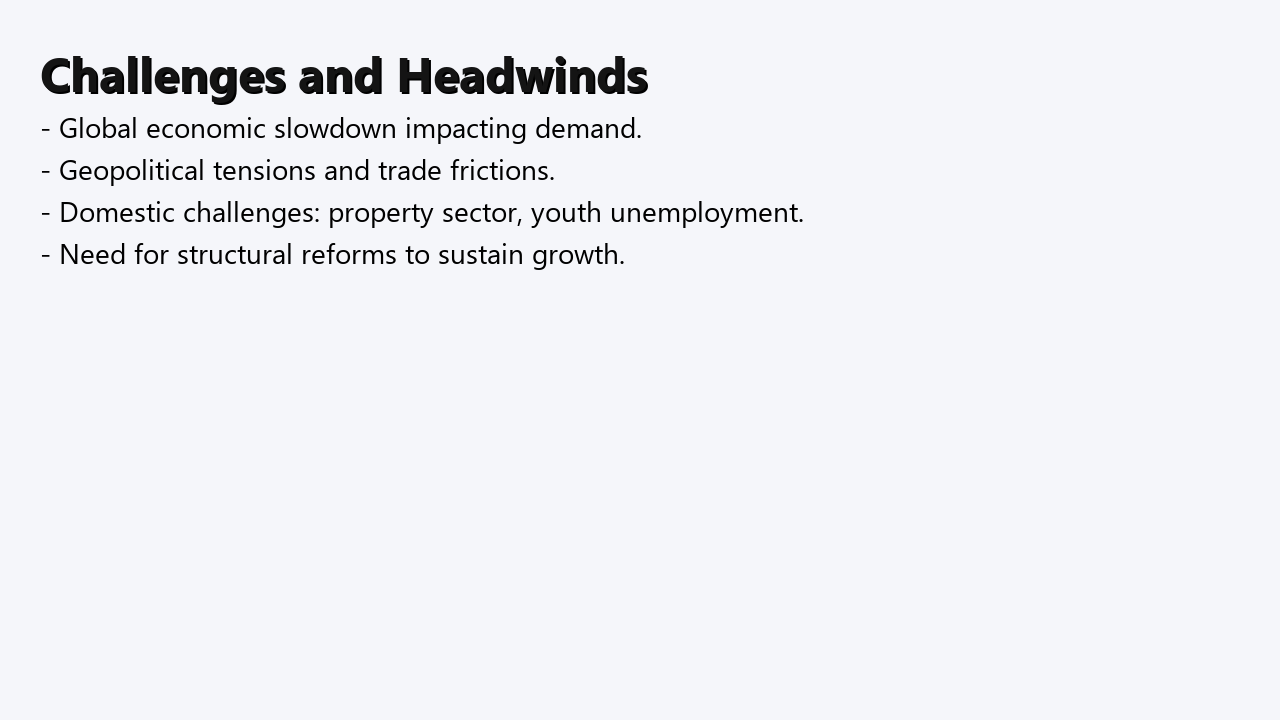 Challenges and Headwinds
- Global economic slowdown impacting demand.
- Geopolitical tensions and trade frictions.
- Domestic challenges: property sector, youth unemployment.
- Need for structural reforms to sustain growth.